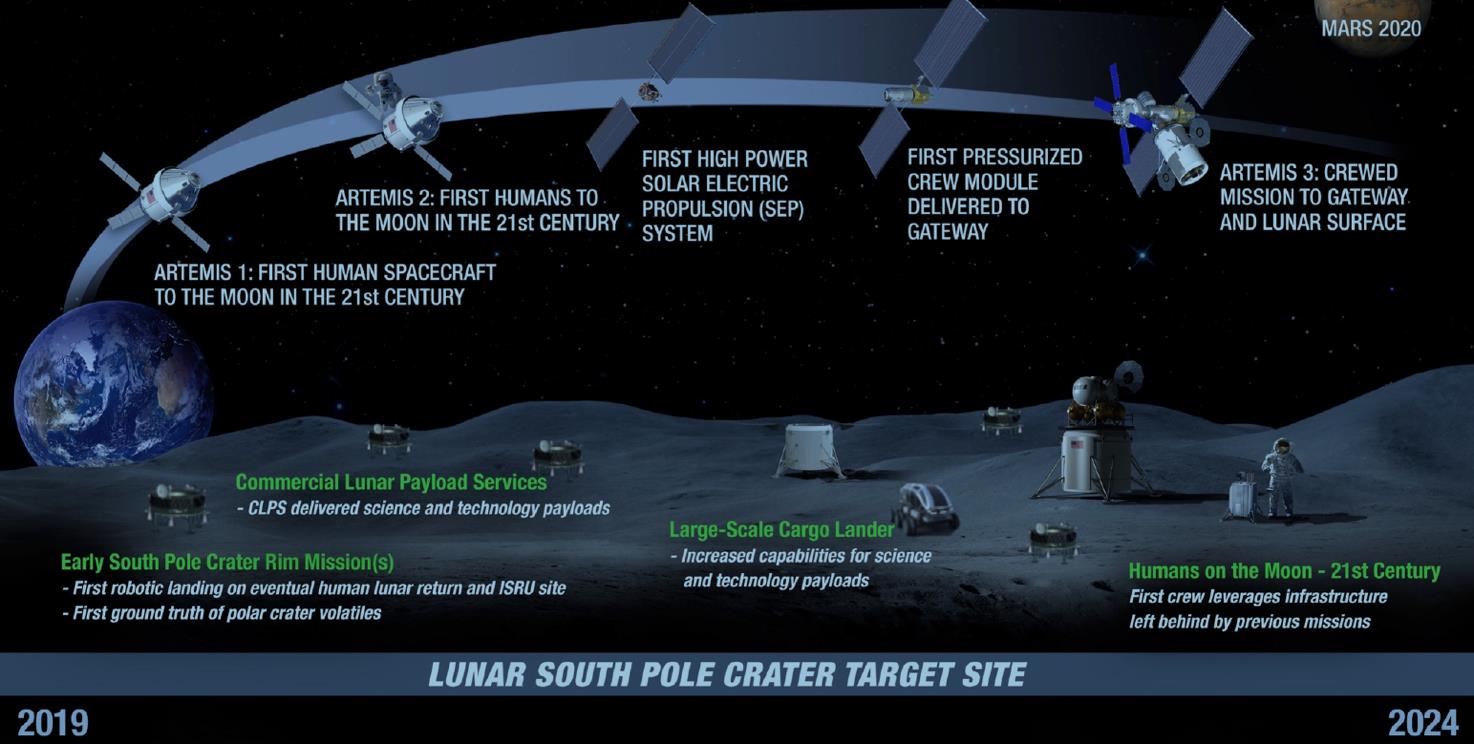 MARS 2020
ARTEMIS 1: FIRST HUMAN SPACECRAFT
TO THE MOON IN THE 21st CENTURY
ARTEMIS 2: FIRST HUMANS TO
THE MOON IN THE 21st CENTURY
FIRST HIGH POWER
SOLAR ELECTRIC
PROPULSION (SEP)
SYSTEM
FIRST PRESSURIZED
CREW MODULE
DELIVERED TO
GATEWAY
ARTEMIS 3: CREWED
MISSION TO GATEWAY
AND LUNAR SURFACE
Commercial Lunar Payload Services
- CLPS delivered science and technology payloads
Early South Pole Crater Rim Mission(s)
- First robotic landing on eventual human lunar return and ISRU site
- First ground truth of polar crater volatiles
Large-Scale Cargo Lander
- Increased capabilities for science
and technology payloads
Humans on the Moon - 21st Century
First crew leverages infrastructure
left behind by previous missions
LUNAR SOUTH POLE CRATER TARGET SITE
2019
2024